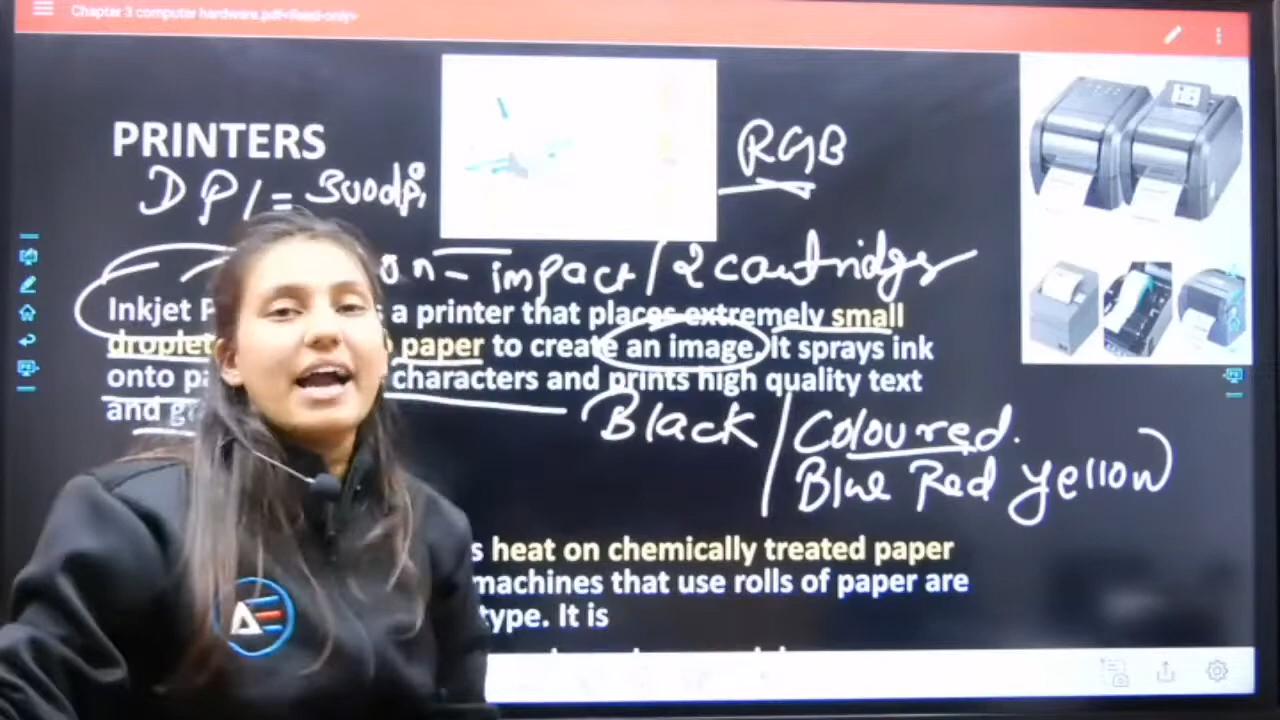 Chapter 3 computer hardware.pdf<Read-only>
PRINTERS
RGB
DPI = 300dpi
on - impact / 2 cartridges
Inkjet P a printer that places extremely small
droplet paper to create an image. It sprays ink
onto pa characters and prints high quality text
and gr
Black / Coloured.
Blue Red yellow
s heat on chemically treated paper
machines that use rolls of paper are
type. It is
AE